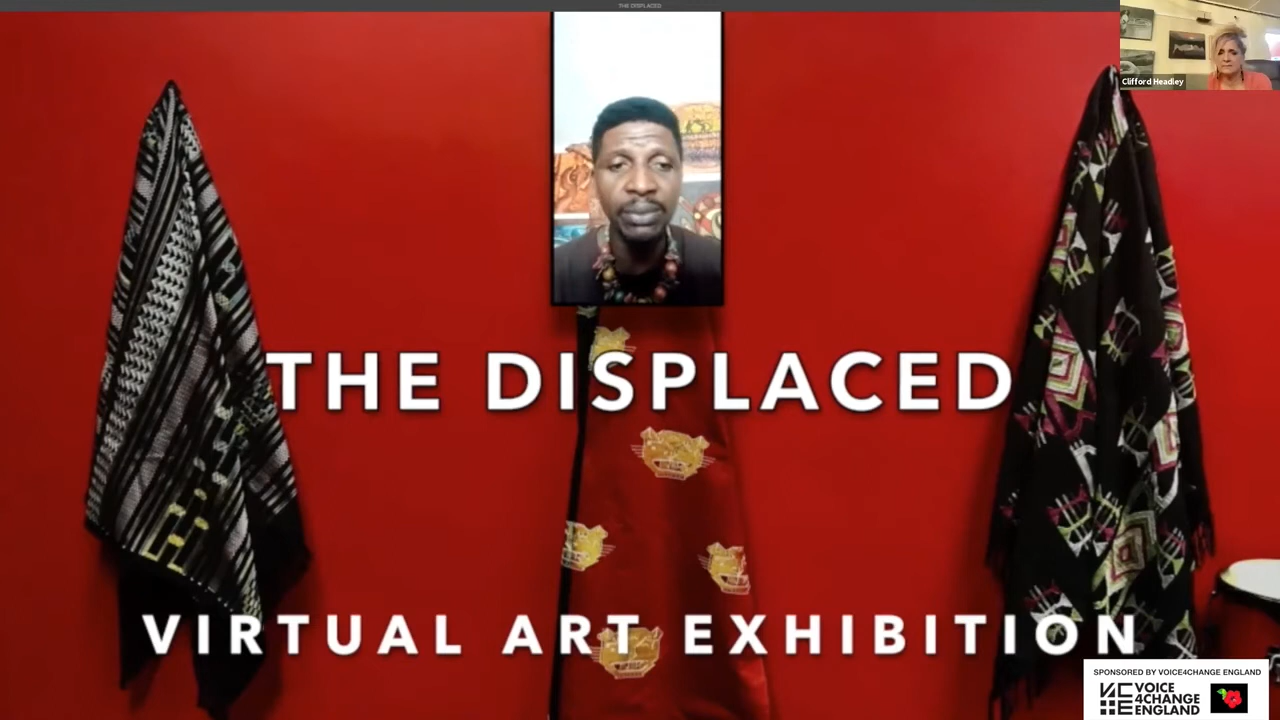 THE DISPLACED
Clifford Headley
THE DISPLACED
VIRTUAL ART EXHIBITION
SPONSORED BY VOICE4CHANGE ENGLAND
VOICE
4CHANGE
ENGLAND